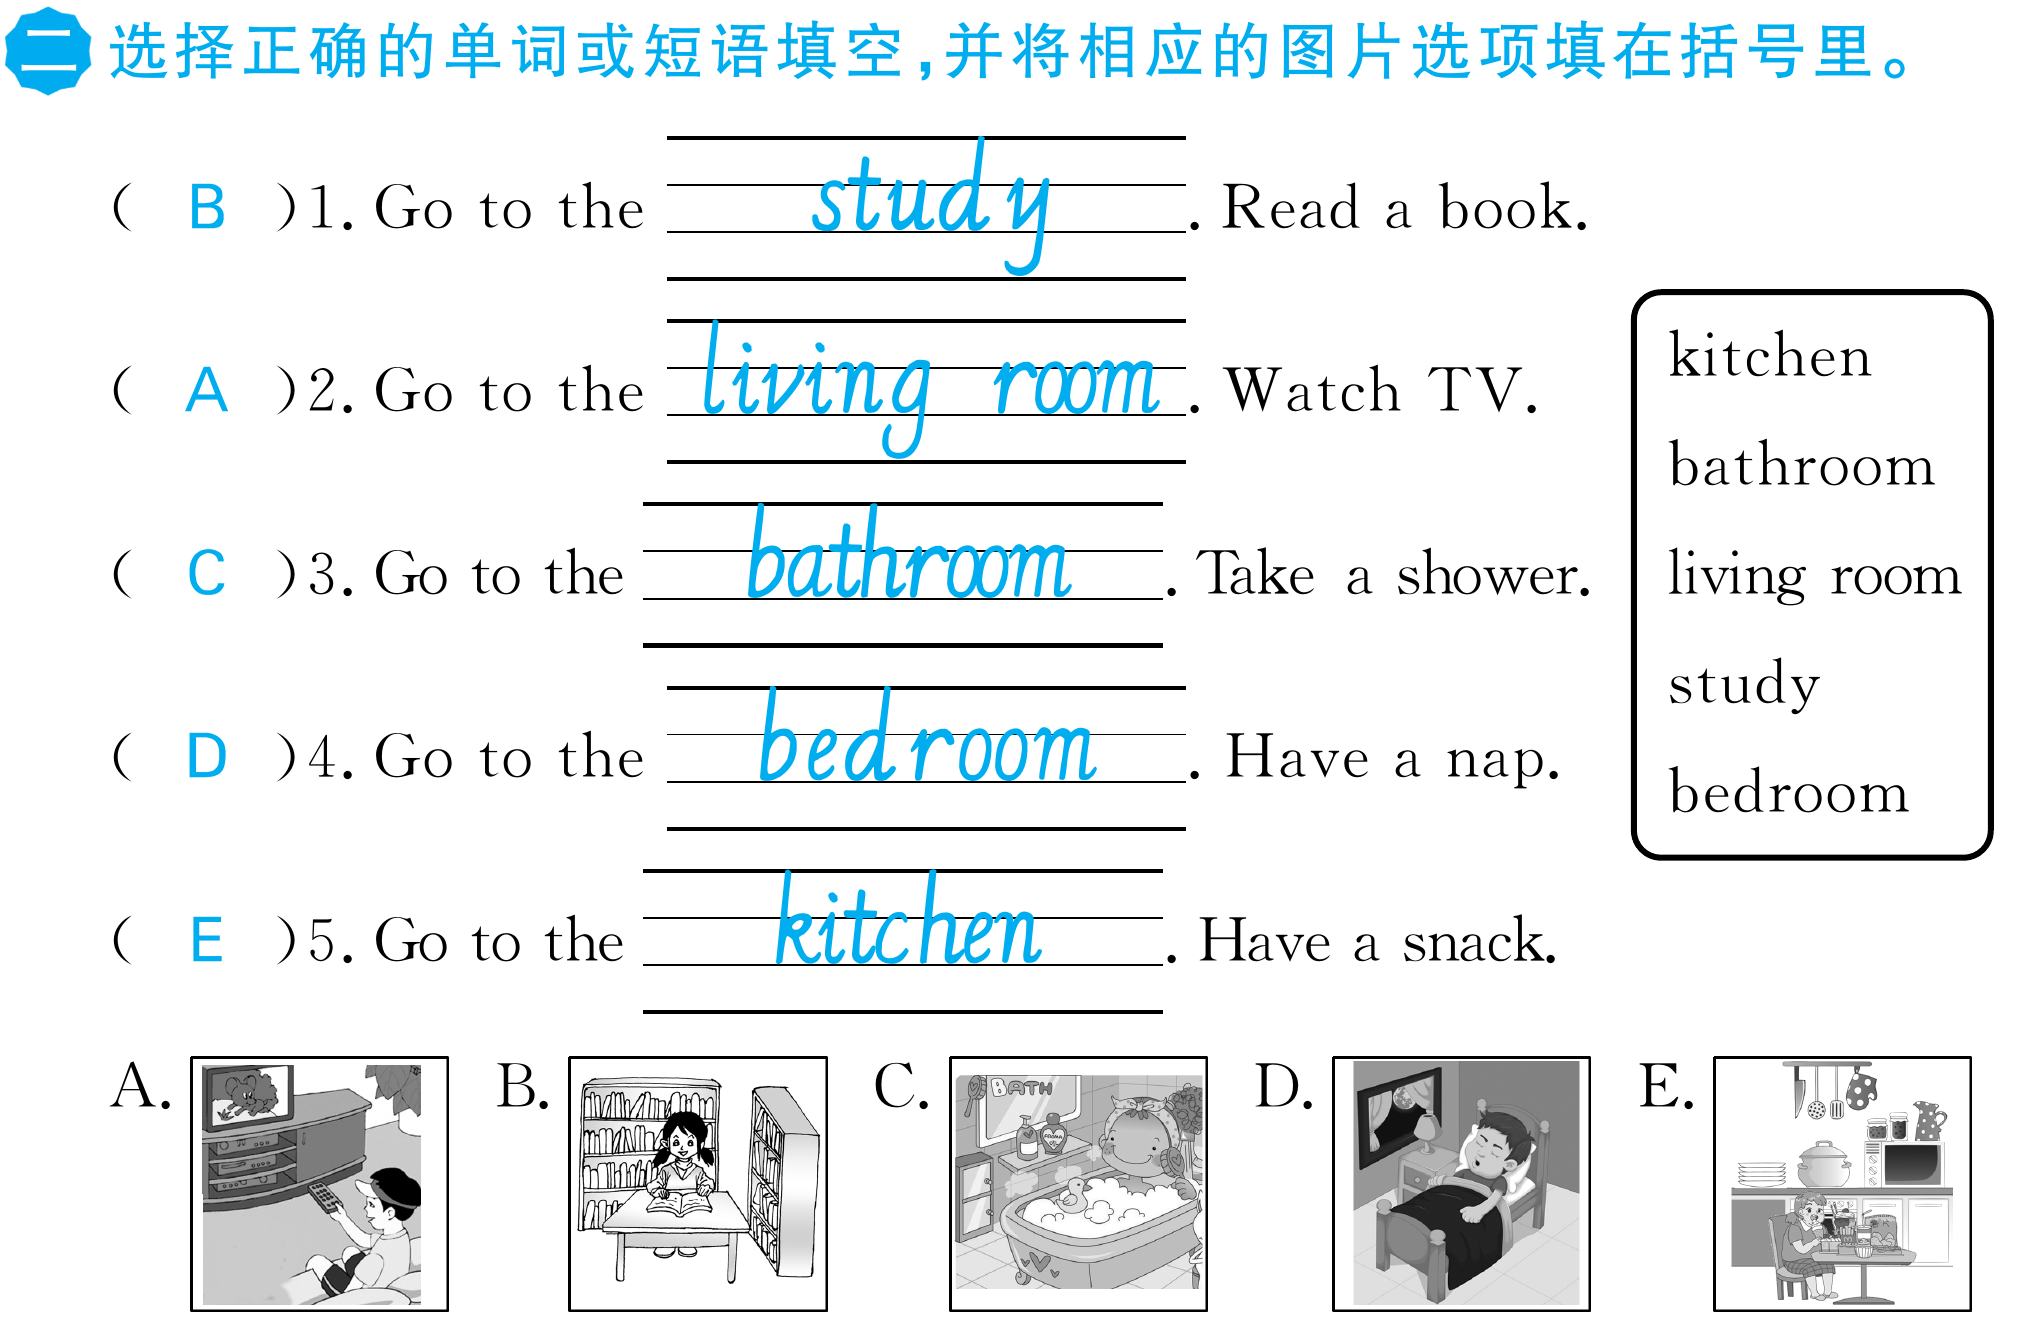 二 选择正确的单词或短语填空,并将相应的图片选项填在括号里。
( B )1. Go to the study. Read a book.
( A )2. Go to the living room. Watch TV.
( C )3. Go to the bathroom. Take a shower.
( D )4. Go to the bedroom. Have a nap.
( E )5. Go to the kitchen. Have a snack.
kitchen
bathroom
living room
study
bedroom
A. B. C. D. E.
BATH